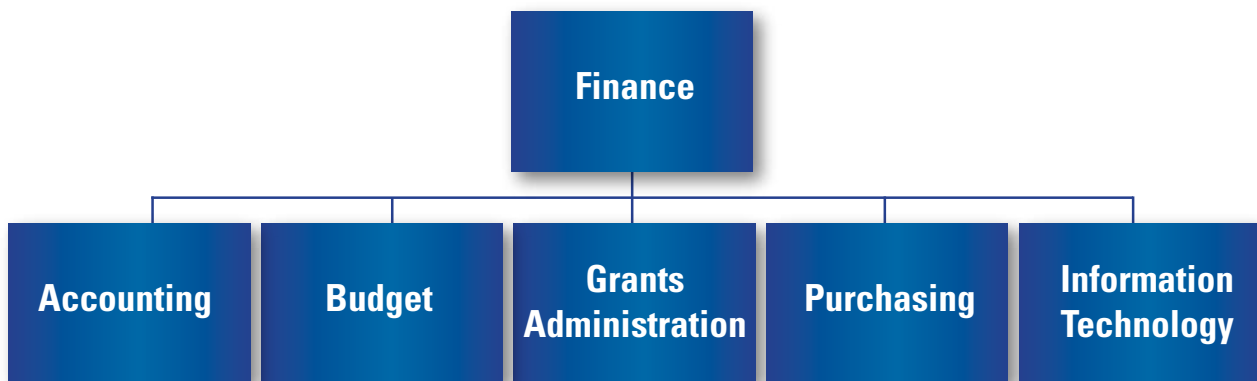 Finance
Accounting
Budget
Grants
Administration
Purchasing
Information
Technology